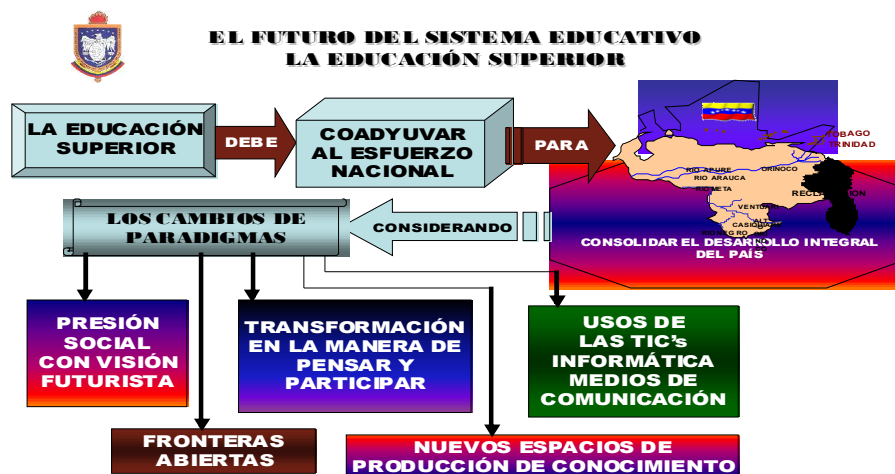 EL FUTURO DEL SISTEMA EDUCATIVO
LA EDUCACIÓN SUPERIOR
LA EDUCACIÓN
SUPERIOR
DEBE
COADYUVAR
AL ESFUERZO
NACIONAL
PARA
TOBAGO
TRINIDAD
RIO APURE
ORINOCO
RIO ARAUCA
RIO META
VENTUARI
CASIQUIARE
RIO NEGRO
CONSOLIDAR EL DESARROLLO INTEGRAL
DEL PAÍS
CONSIDERANDO
LOS CAMBIOS DE
PARADIGMAS
PRESIÓN
SOCIAL
CON VISIÓN
FUTURISTA
TRANSFORMACIÓN
EN LA MANERA DE
PENSAR Y
PARTICIPAR
USOS DE
LAS TIC's
INFORMÁTICA
MEDIOS DE
COMUNICACIÓN
FRONTERAS
ABIERTAS
NUEVOS ESPACIOS DE
PRODUCCIÓN DE CONOCIMIENTO